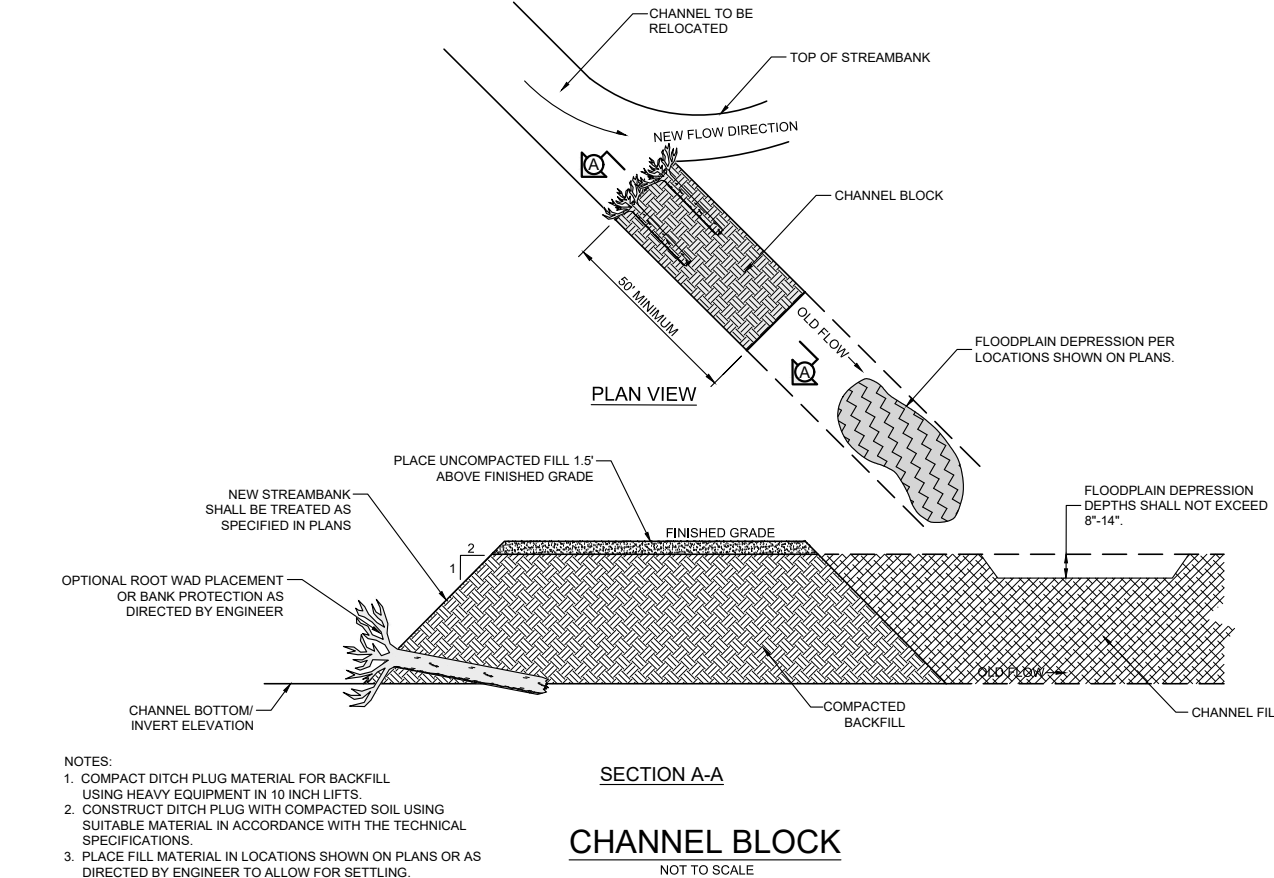 CHANNEL TO BE
RELOCATED
TOP OF STREAMBANK
NEW FLOW DIRECTION
A
CHANNEL BLOCK
50' MINIMUM
OLD FLOW
A
FLOODPLAIN DEPRESSION PER
LOCATIONS SHOWN ON PLANS.
PLAN VIEW
PLACE UNCOMPACTED FILL 1.5'
ABOVE FINISHED GRADE
NEW STREAMBANK
SHALL BE TREATED AS
SPECIFIED IN PLANS
FINISHED GRADE
FLOODPLAIN DEPRESSION
DEPTHS SHALL NOT EXCEED
8"-14".
2
1
OPTIONAL ROOT WAD PLACEMENT
OR BANK PROTECTION AS
DIRECTED BY ENGINEER
OLD FLOW
CHANNEL BOTTOM/
INVERT ELEVATION
COMPACTED
BACKFILL
CHANNEL FIL
NOTES:
1. COMPACT DITCH PLUG MATERIAL FOR BACKFILL
USING HEAVY EQUIPMENT IN 10 INCH LIFTS.
2. CONSTRUCT DITCH PLUG WITH COMPACTED SOIL USING
SUITABLE MATERIAL IN ACCORDANCE WITH THE TECHNICAL
SPECIFICATIONS.
3. PLACE FILL MATERIAL IN LOCATIONS SHOWN ON PLANS OR AS
DIRECTED BY ENGINEER TO ALLOW FOR SETTLING.
SECTION A-A
CHANNEL BLOCK
NOT TO SCALE